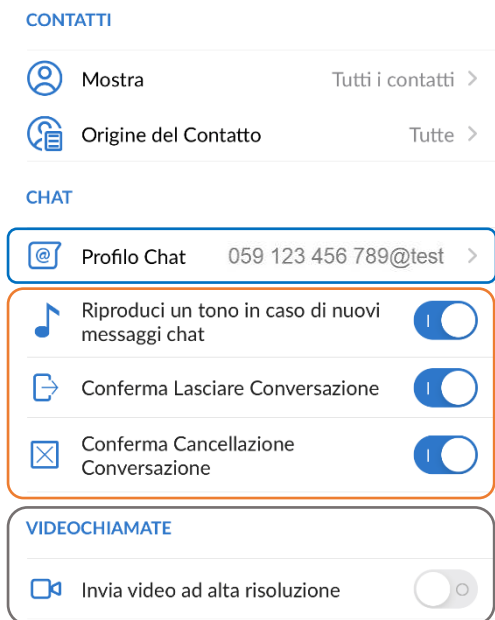 CONTATTI
Mostra Tutti i contatti
Origine del Contatto Tutte
CHAT
Profilo Chat 059 123 456 789@test
Riproduci un tono in caso di nuovi
messaggi chat
Conferma Lasciare Conversazione
Conferma Cancellazione
Conversazione
VIDEOCHIAMATE
Invia video ad alta risoluzione